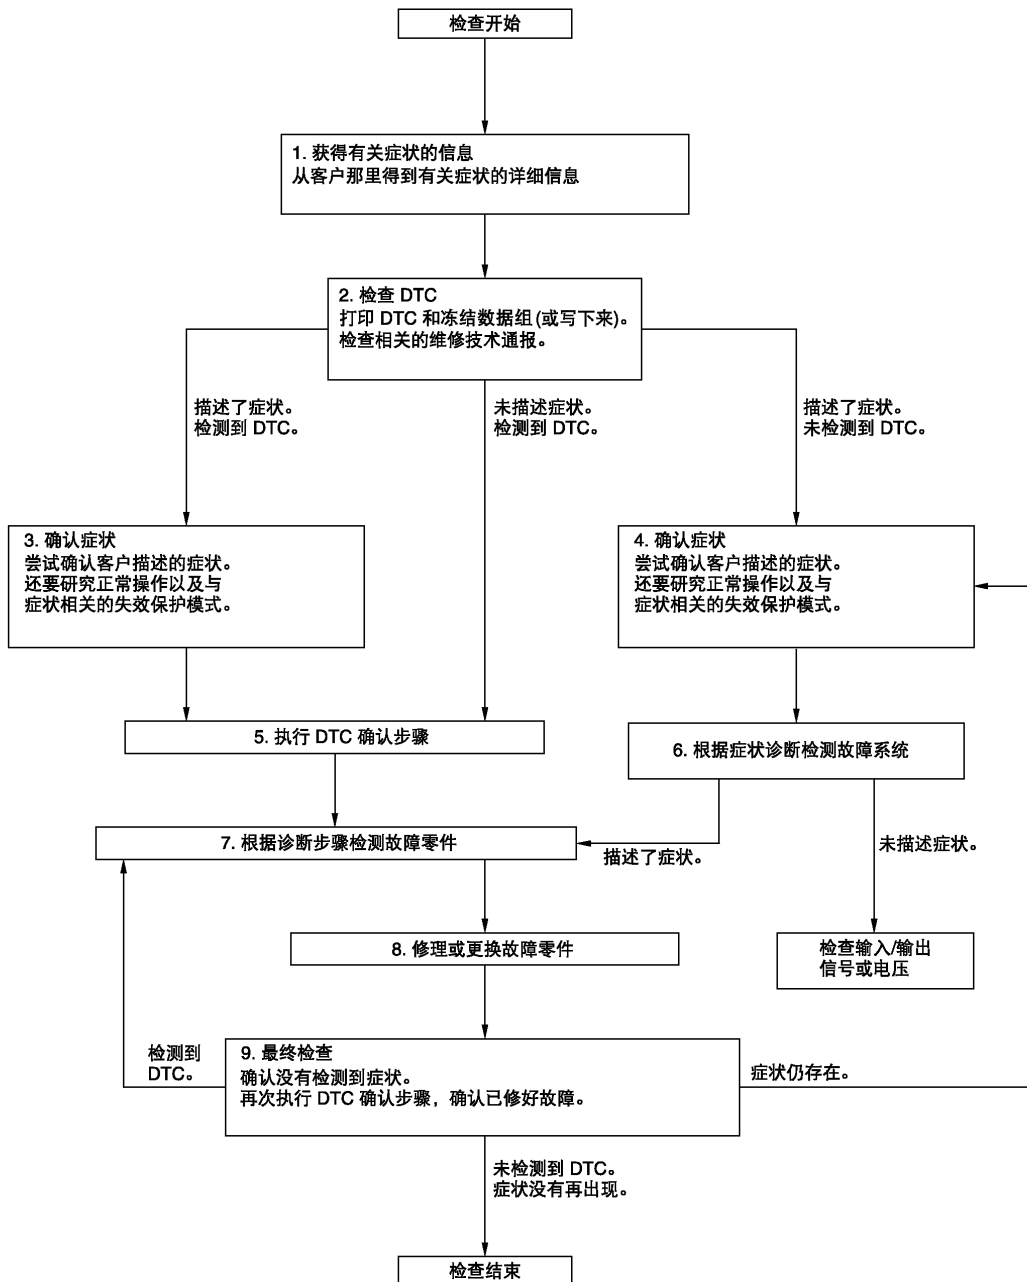 检查开始
1. 获得有关症状的信息
从客户那里得到有关症状的详细信息
2. 检查 DTC
打印 DTC 和冻结数据组(或写下来)。
检查相关的维修技术通报。
描述了症状。
检测到 DTC。
未描述症状。
检测到 DTC。
描述了症状。
未检测到 DTC。
3. 确认症状
尝试确认客户描述的症状。
还要研究正常操作以及与
症状相关的失效保护模式。
4. 确认症状
尝试确认客户描述的症状。
还要研究正常操作以及与
症状相关的失效保护模式。
5. 执行 DTC 确认步骤
6. 根据症状诊断检测故障系统
7. 根据诊断步骤检测故障零件
描述了症状。
未描述症状。
8. 修理或更换故障零件
检查输入/输出
信号或电压
检测到
DTC。
9. 最终检查
确认没有检测到症状。
再次执行 DTC 确认步骤，确认已修好故障。
症状仍存在。
未检测到 DTC。
症状没有再出现。
检查结束